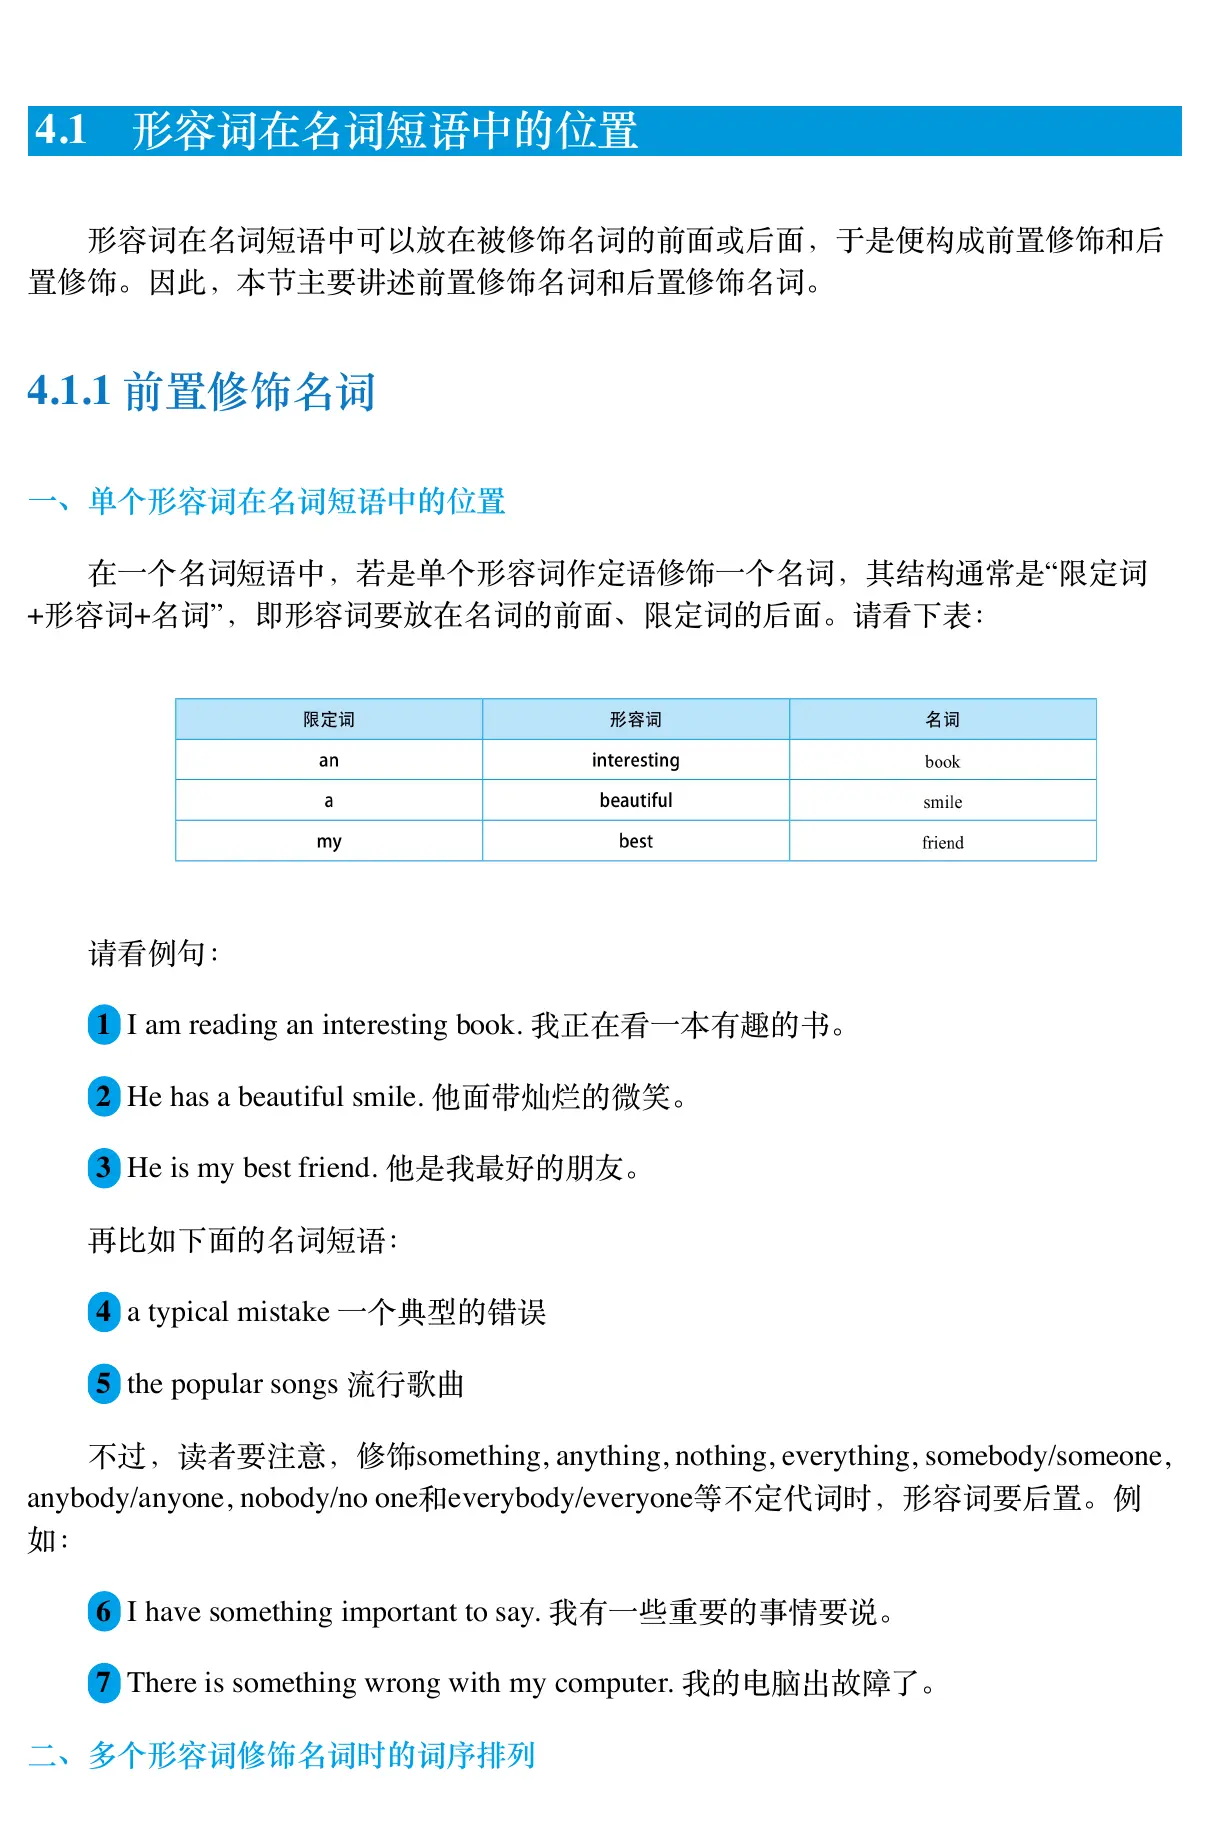 4.1 形容词在名词短语中的位置
形容词在名词短语中可以放在被修饰名词的前面或后面，于是便构成前置修饰和后
置修饰。因此，本节主要讲述前置修饰名词和后置修饰名词。
4.1.1 前置修饰名词
一、单个形容词在名词短语中的位置
在一个名词短语中，若是单个形容词作定语修饰一个名词，其结构通常是“限定词
+形容词+名词”，即形容词要放在名词的前面、限定词的后面。请看下表：
限定词 形容词 名词
an interesting book
a beautiful smile
my best friend
请看例句：
1 I am reading an interesting book. 我正在看一本有趣的书。
2 He has a beautiful smile. 他面带灿烂的微笑。
3 He is my best friend. 他是我最好的朋友。
再比如下面的名词短语：
4 a typical mistake 一个典型的错误
5 the popular songs 流行歌曲
不过，读者要注意，修饰something, anything, nothing, everything, somebody/someone,
anybody/anyone, nobody/no one和everybody/everyone等不定代词时，形容词要后置。例
如：
6 I have something important to say. 我有一些重要的事情要说。
7 There is something wrong with my computer. 我的电脑出故障了。
二、多个形容词修饰名词时的词序排列